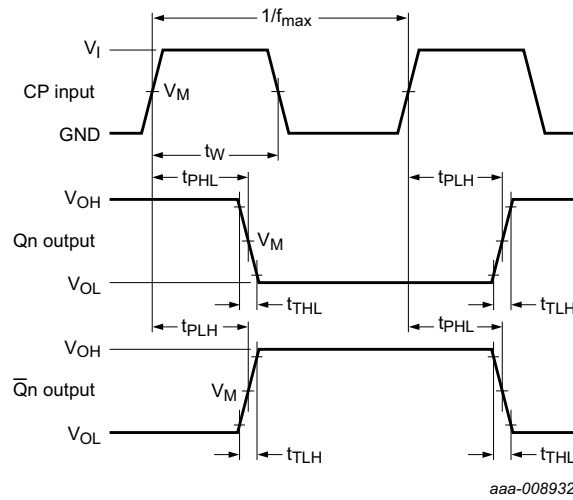 1/fmax
VI
CP input
VM
GND
tW
tPHL
tPLH
VOH
Qn output
VM
VOL
tTHL
tTLH
tPLH
tPHL
VOH
Q̅n output
VM
VOL
tTLH
tTHL
aaa-008932